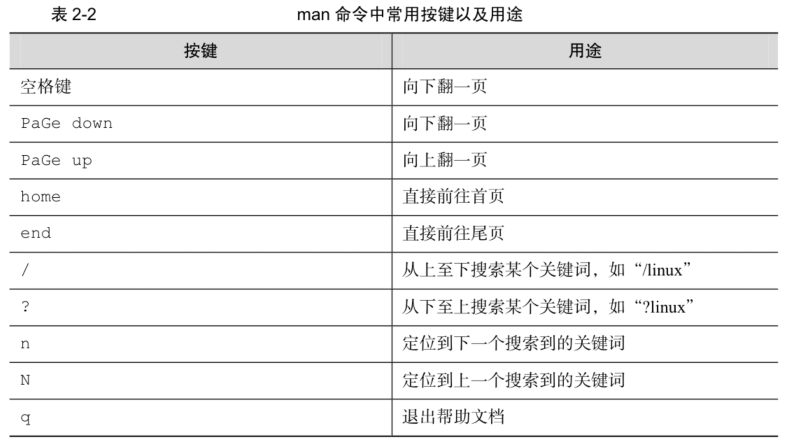 表 2-2 man 命令中常用按键以及用途
按键 用途
空格键 向下翻一页
PaGe down 向下翻一页
PaGe up 向上翻一页
home 直接前往首页
end 直接前往尾页
/ 从上至下搜索某个关键词，如“/linux”
? 从下至上搜索某个关键词，如“?linux”
n 定位到下一个搜索到的关键词
N 定位到上一个搜索到的关键词
q 退出帮助文档